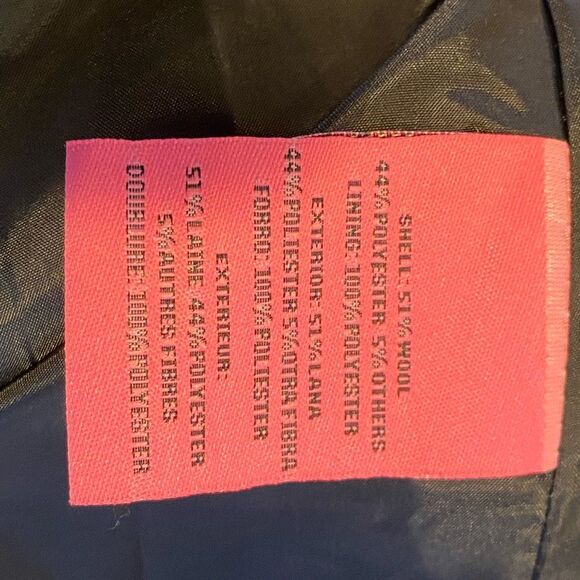 SHELL: 51% WOOL
44% POLYESTER 5% OTHERS
LINING: 100% POLYESTER
EXTERIOR: 51% LANA
44% POLIESTER 5% OTRA FIBRA
FORRO: 100% POLIESTER
EXTERIEUR:
51% LAINE 44% POLYESTER
5% AUTRES FIBRES
DOUBLURE: 100% POLYESTER